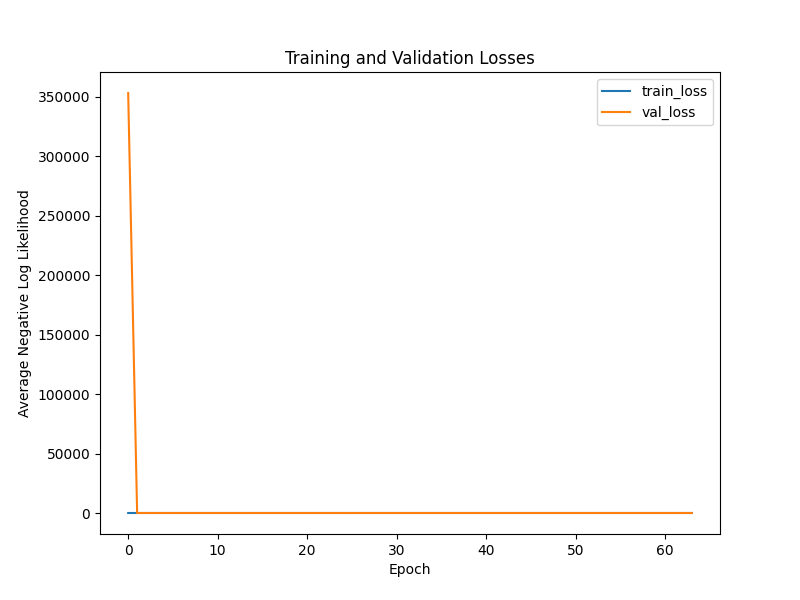 Training and Validation Losses
train_loss
val_loss
Average Negative Log Likelihood
350000
300000
250000
200000
150000
100000
50000
0
0 10 20 30 40 50 60
Epoch